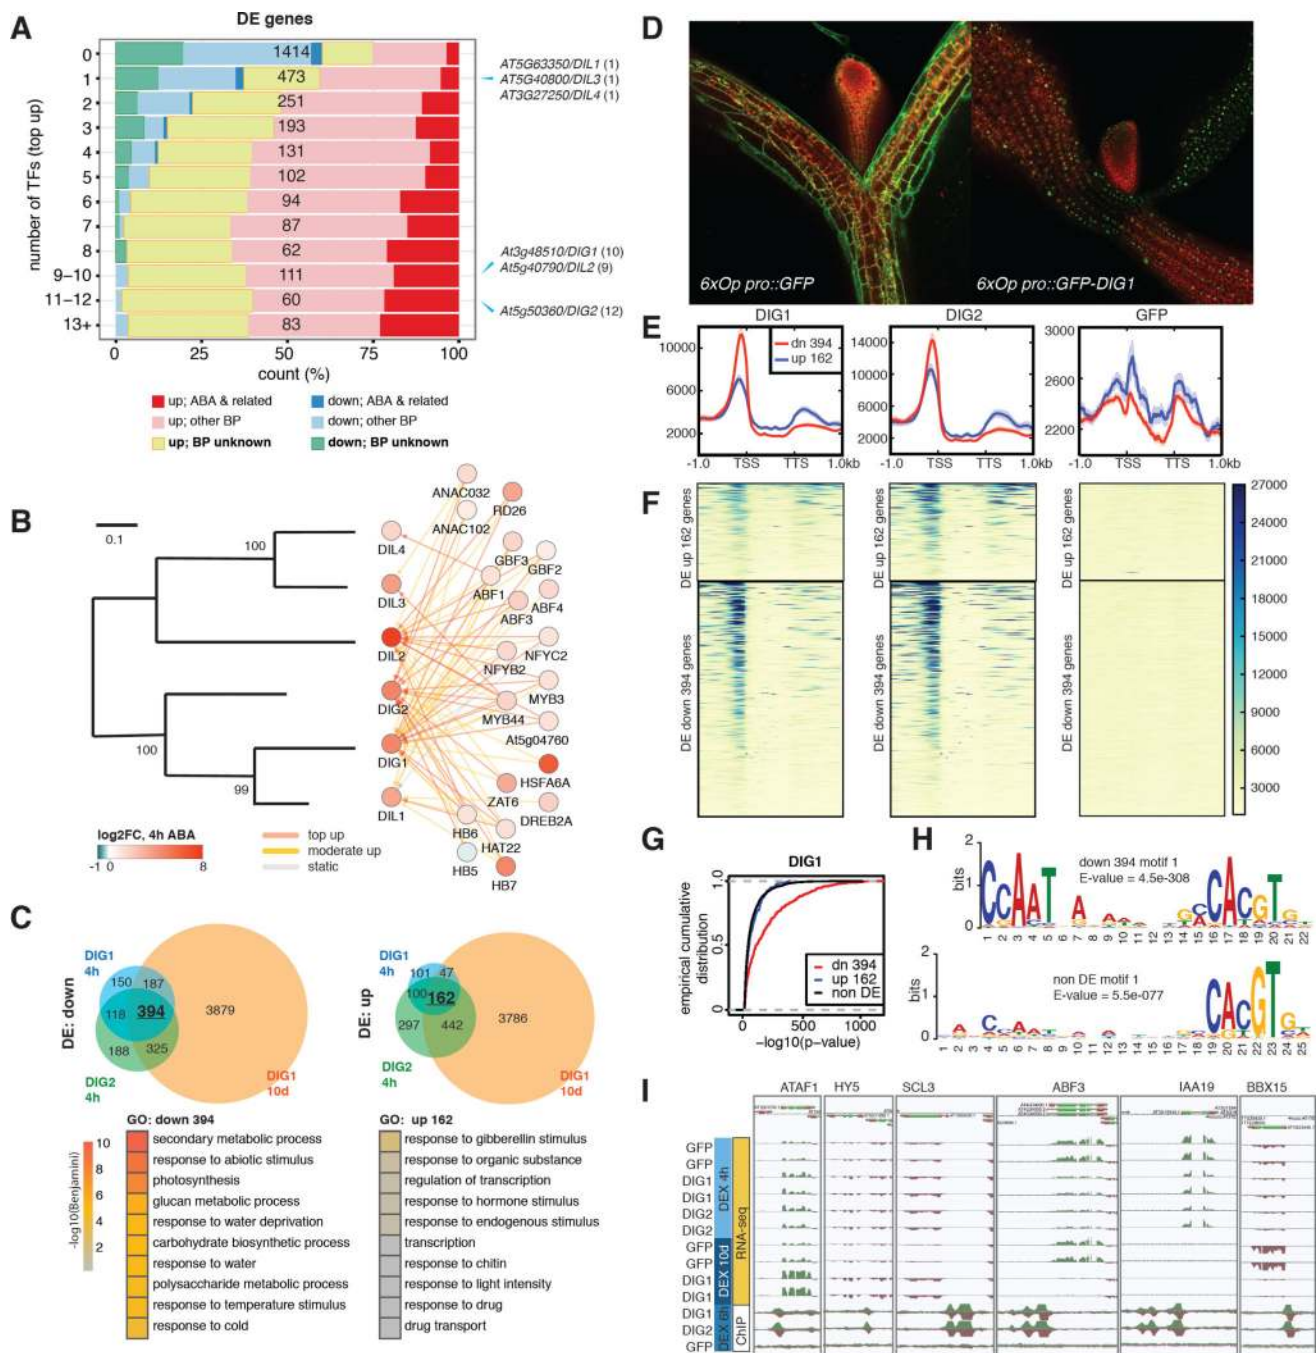 A
DE genes
number of TFs (top up)
0
1414
1
473
2
251
3
193
4
131
5
102
6
94
7
87
8
62
9–10
111
11–12
60
13+
83
0
25
50
75
100
count (%)
AT5G63350/DIL1 (1)
AT5G40800/DIL3 (1)
AT3G27250/DIL4 (1)
At3g48510/DIG1 (10)
At5g40790/DIL2 (9)
At5g50360/DIG2 (12)
up; ABA & related
down; ABA & related
up; other BP
down; other BP
up; BP unknown
down; BP unknown
B
0.1
100
100
99
DIL4
DIL3
DIL2
DIG2
DIG1
DIL1
ANAC032
RD26
ANAC102
GBF3
GBF2
ABF1
ABF4
ABF3
NFYC2
NFYB2
MYB3
MYB44
At5g04760
HSFA6A
ZAT6
DREB2A
HB6
HAT22
HB5
HB7
log2FC, 4h ABA
-1 0
8
top up
moderate up
static
C
DE: down
DIG1
4h
150
187
118
394
3879
188
325
DIG2
4h
DIG1
10d
DE: up
DIG1
4h
101
47
100
162
3786
297
442
DIG2
4h
DIG1
10d
GO: down 394
-log10(Benjamini)
10
8
6
4
2
secondary metabolic process
response to abiotic stimulus
photosynthesis
glucan metabolic process
response to water deprivation
carbohydrate biosynthetic process
response to water
polysaccharide metabolic process
response to temperature stimulus
response to cold
GO: up 162
response to gibberellin stimulus
response to organic substance
regulation of transcription
response to hormone stimulus
response to endogenous stimulus
transcription
response to chitin
response to light intensity
response to drug
drug transport
D
6xOp pro::GFP
6xOp pro::GFP-DIG1
E
DIG1
10000
6000
2000
dn 394
up 162
-1.0
TSS
TTS
1.0kb
DIG2
14000
10000
6000
2000
-1.0
TSS
TTS
1.0kb
GFP
3000
2600
2200
-1.0
TSS
TTS
1.0kb
F
DE up 162 genes
DE down 394 genes
DE up 162 genes
DE down 394 genes
DE up 162 genes
DE down 394 genes
27000
24000
21000
18000
15000
12000
9000
6000
3000
G
DIG1
empirical cumulative
distribution
1.0
0.5
0
dn 394
up 162
non DE
0
500
1000
−log10(p−value)
H
bits
2
1
0
down 394 motif 1
E-value = 4.5e-308
1 2 3 4 5 6 7 8 9 10 11 12 13 14 15 16 17 18 19 20 21 22
bits
2
1
0
non DE motif 1
E-value = 5.5e-077
1 2 3 4 5 6 7 8 9 10 11 12 13 14 15 16 17 18 19 20 21 22 23 24 25
I
ATAF1
HY5
SCL3
ABF3
IAA19
BBX15
DEX 4h
DEX 10d
DEX 6h
RNA-seq
ChIP
GFP
GFP
DIG1
DIG1
DIG2
DIG2
GFP
GFP
DIG1
DIG1
DIG1
DIG2
GFP